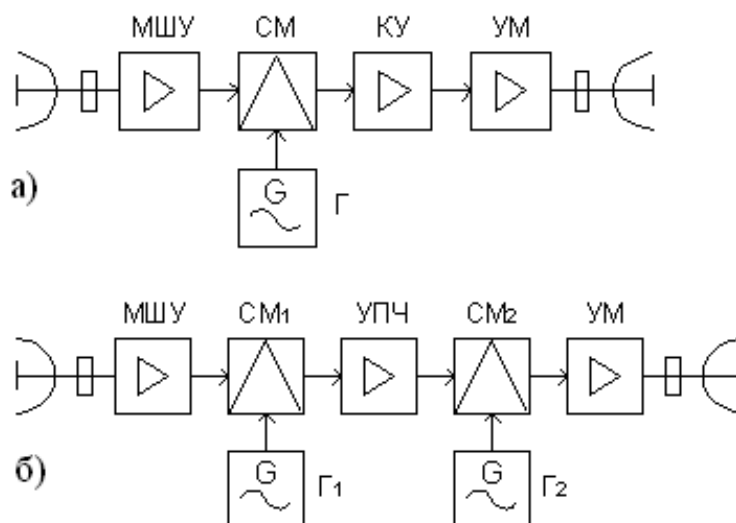 МШУ СМ КУ УМ
G
Г
а)
МШУ СМ1 УПЧ СМ2 УМ
G Г1 G Г2
б)